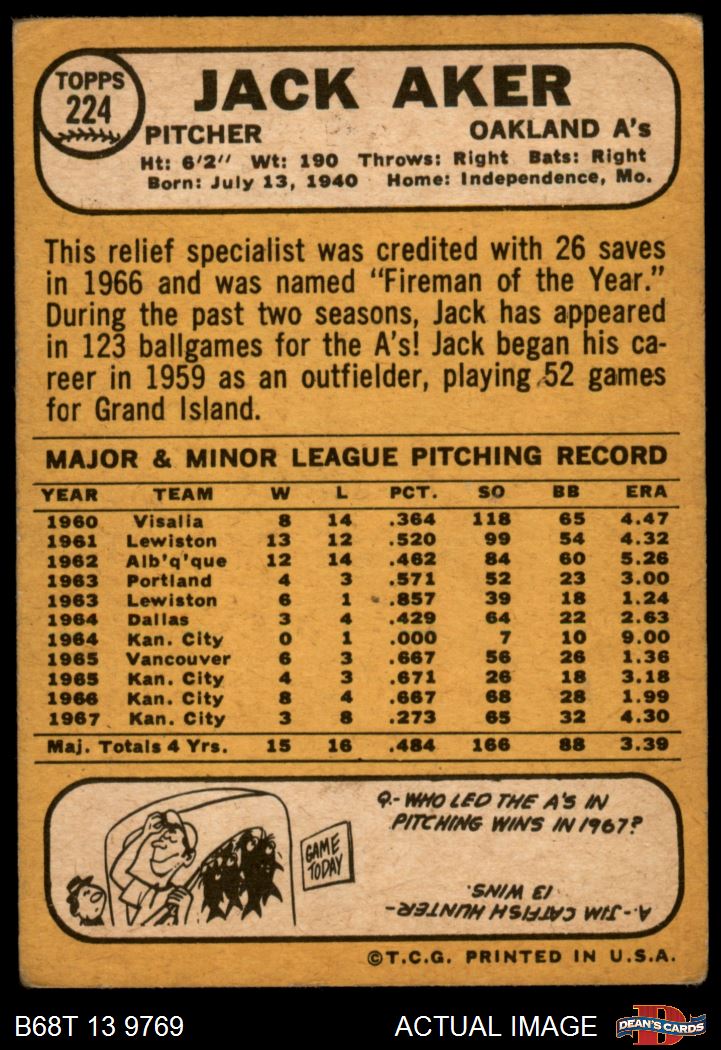 TOPPS
224
JACK AKER
PITCHER OAKLAND A's
Ht: 6'2" Wt: 190 Throws: Right Bats: Right
Born: July 13, 1940 Home: Independence, Mo.
This relief specialist was credited with 26 saves
in 1966 and was named "Fireman of the Year."
During the past two seasons, Jack has appeared
in 123 ballgames for the A's! Jack began his ca-
reer in 1959 as an outfielder, playing 52 games
for Grand Island.
MAJOR & MINOR LEAGUE PITCHING RECORD
YEAR TEAM W L PCT. SO BB ERA
1960 Visalia 8 14 .364 118 65 4.47
1961 Lewiston 13 12 .520 99 54 4.32
1962 Alb'q'que 12 14 .462 84 60 5.26
1963 Portland 4 3 .571 52 23 3.00
1963 Lewiston 6 1 .857 39 18 1.24
1964 Dallas 3 4 .429 64 22 2.63
1964 Kan. City 0 1 .000 7 10 9.00
1965 Vancouver 6 3 .667 56 26 1.36
1965 Kan. City 4 3 .671 26 18 3.18
1966 Kan. City 8 4 .667 68 28 1.99
1967 Kan. City 3 8 .273 65 32 4.30
Maj. Totals 4 Yrs. 15 16 .484 166 88 3.39
Q.- WHO LED THE A'S IN
PITCHING WINS IN 1967?
GAME
TODAY
A.- JIM CATFISH HUNTER-
13 WINS.
©T.C.G. PRINTED IN U.S.A.
B68T 13 9769 ACTUAL IMAGE
D
DEAN'S CARDS